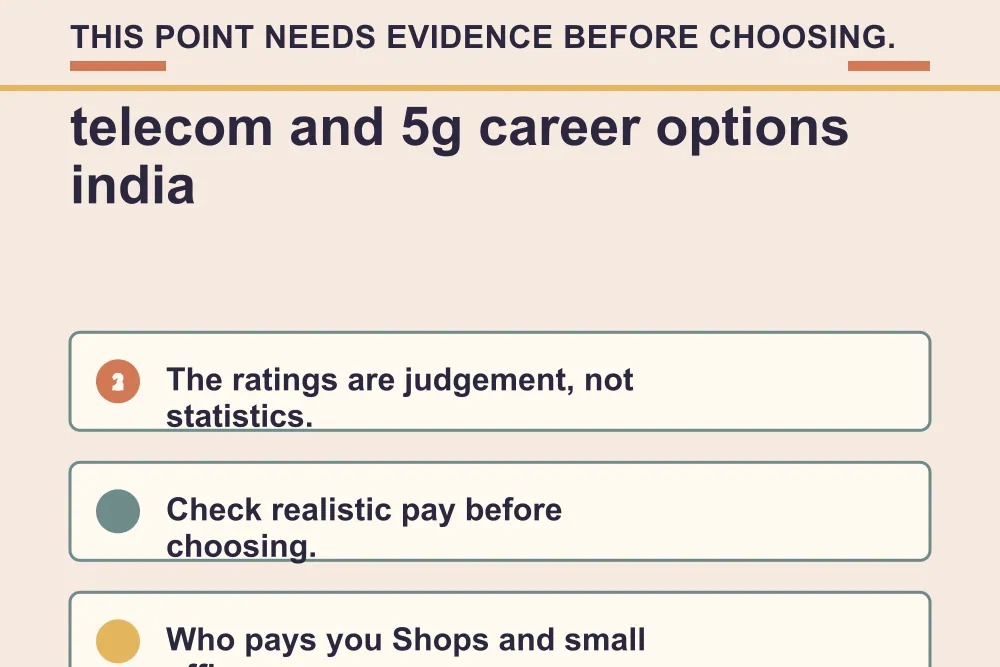 THIS POINT NEEDS EVIDENCE BEFORE CHOOSING.
telecom and 5g career options
india
The ratings are judgement, not
statistics.
Check realistic pay before
choosing.
Who pays you Shops and small